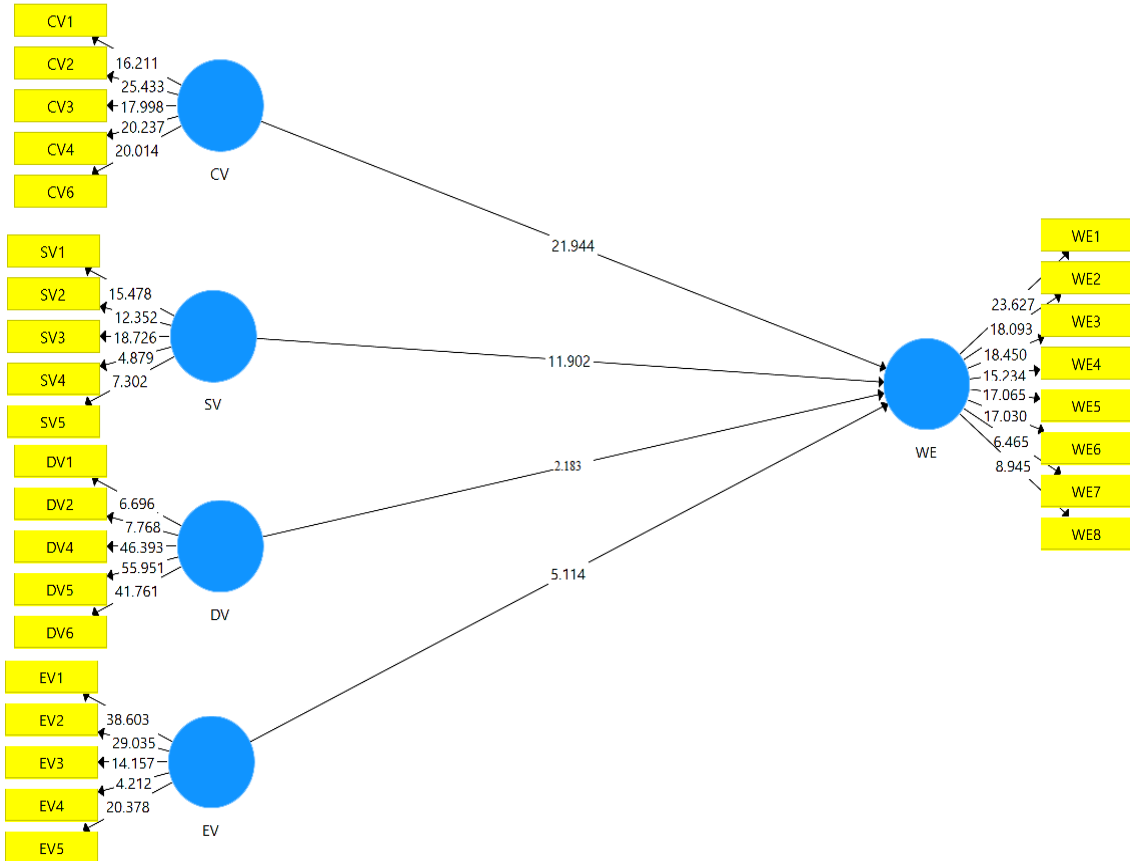 CV1
CV2
CV3
CV4
CV6
16.211
25.433
17.998
20.237
20.014
CV
SV1
SV2
SV3
SV4
SV5
15.478
12.352
18.726
4.879
7.302
SV
DV1
DV2
DV4
DV5
DV6
6.696
7.768
46.393
55.951
41.761
DV
EV1
EV2
EV3
EV4
EV5
38.603
29.035
14.157
4.212
20.378
EV
21.944
11.902
2.183
5.114
WE
23.627
18.093
18.450
15.234
17.065
17.030
6.465
8.945
WE1
WE2
WE3
WE4
WE5
WE6
WE7
WE8